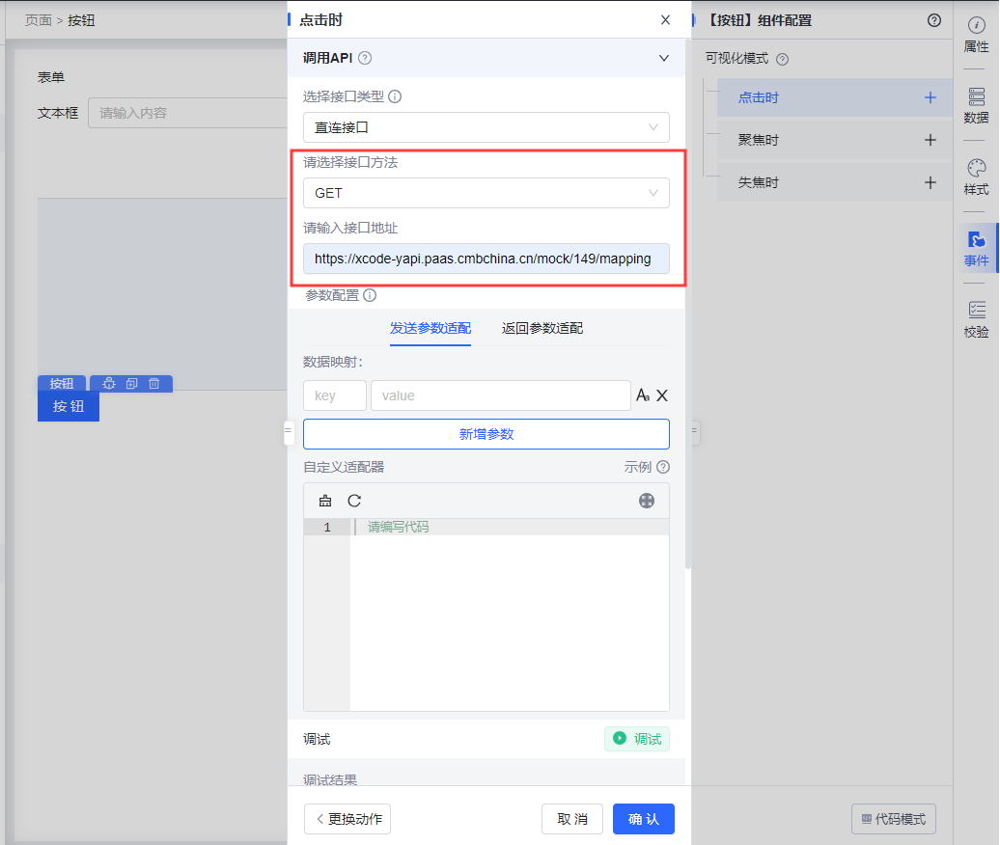 页面 > 按钮
表单
文本框
请输入内容
按钮
按 钮
点击时
调用API
选择接口类型
直连接口
请选择接口方法
GET
请输入接口地址
https://xcode-yapi.paas.cmbchina.cn/mock/149/mapping
参数配置
发送参数适配
返回参数适配
数据映射：
key
value
新增参数
自定义适配器
示例
1
请编写代码
调试
调试
调试结果
更换动作
取 消
确 认
【按钮】组件配置
可视化模式
点击时
聚焦时
失焦时
代码模式
属性
数据
样式
事件
校验